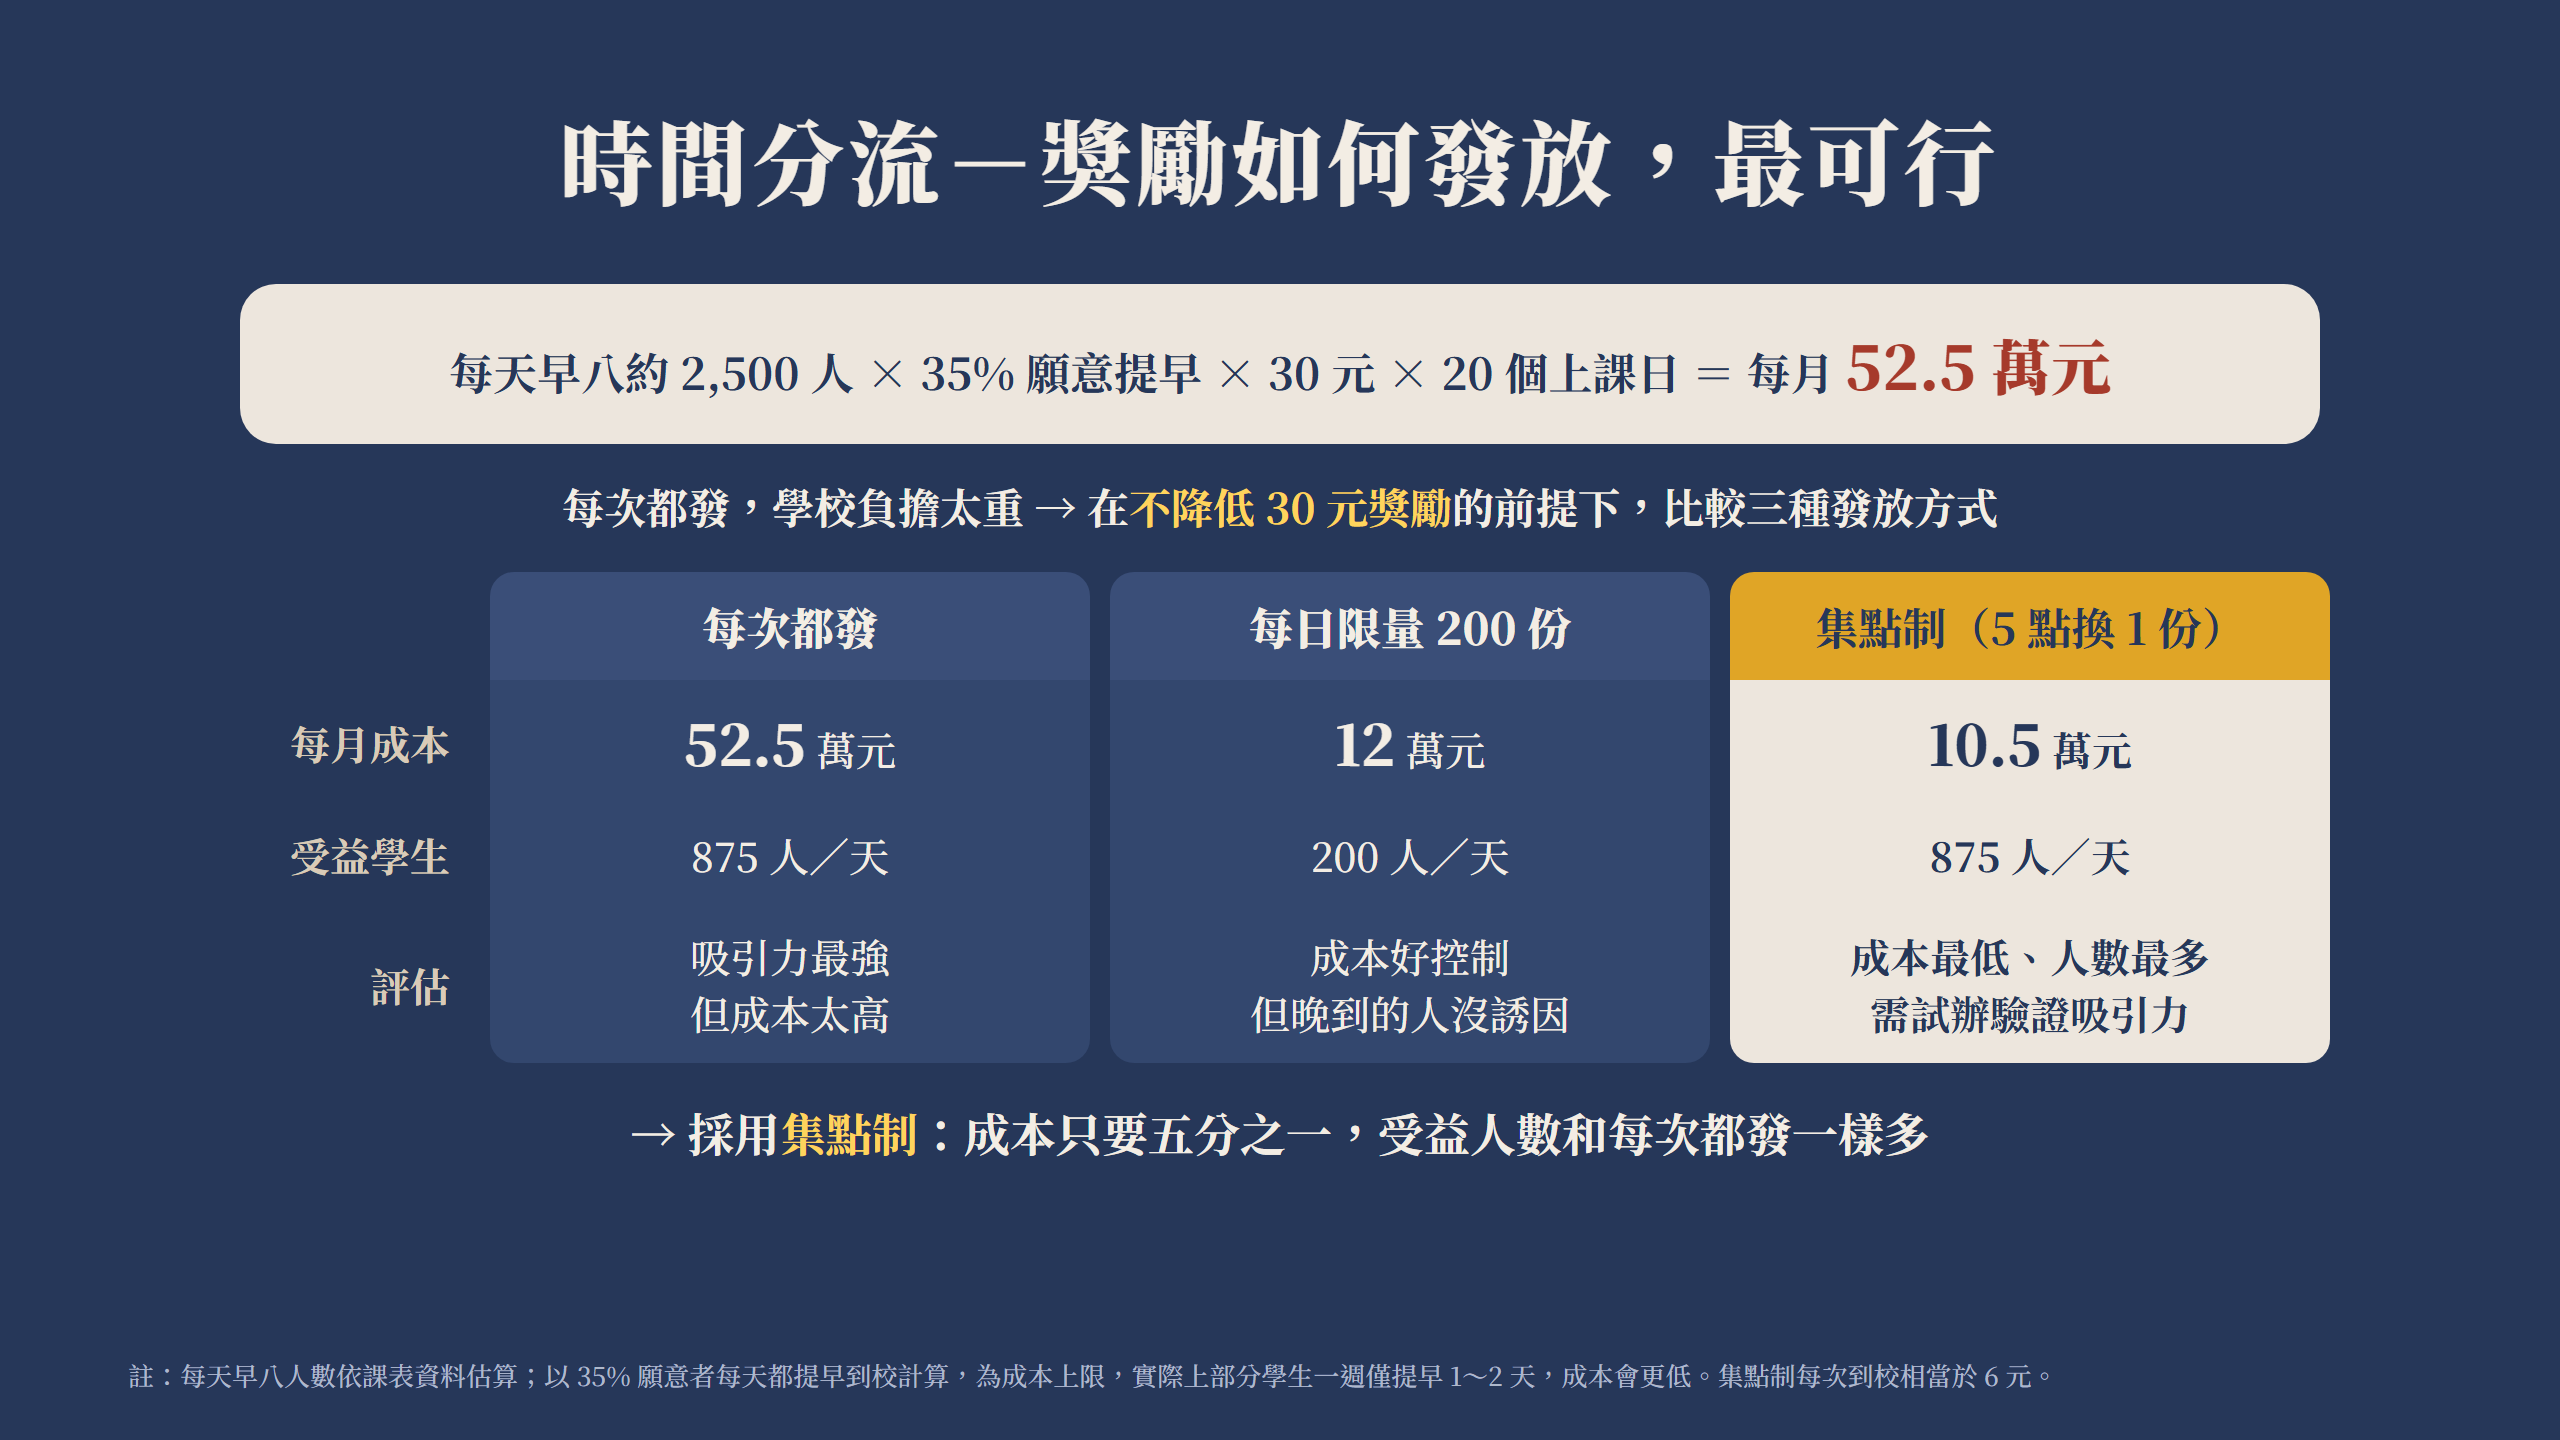 時間分流－獎勵如何發放，最可行
每天早八約 2,500 人 × 35% 願意提早 × 30 元 × 20 個上課日 ＝ 每月 52.5 萬元
每次都發，學校負擔太重 → 在不降低 30 元獎勵的前提下，比較三種發放方式
每次都發 每日限量 200 份 集點制（5 點換 1 份）
每月成本 52.5 萬元 12 萬元 10.5 萬元
受益學生 875 人／天 200 人／天 875 人／天
評估
吸引力最強 成本好控制 成本最低、人數最多
但成本太高 但晚到的人沒誘因 需試辦驗證吸引力
→ 採用集點制：成本只要五分之一，受益人數和每次都發一樣多
註：每天早八人數依課表資料估算；以 35% 願意者每天都提早到校計算，為成本上限，實際上部分學生一週僅提早 1～2 天，成本會更低。集點制每次到校相當於 6 元。